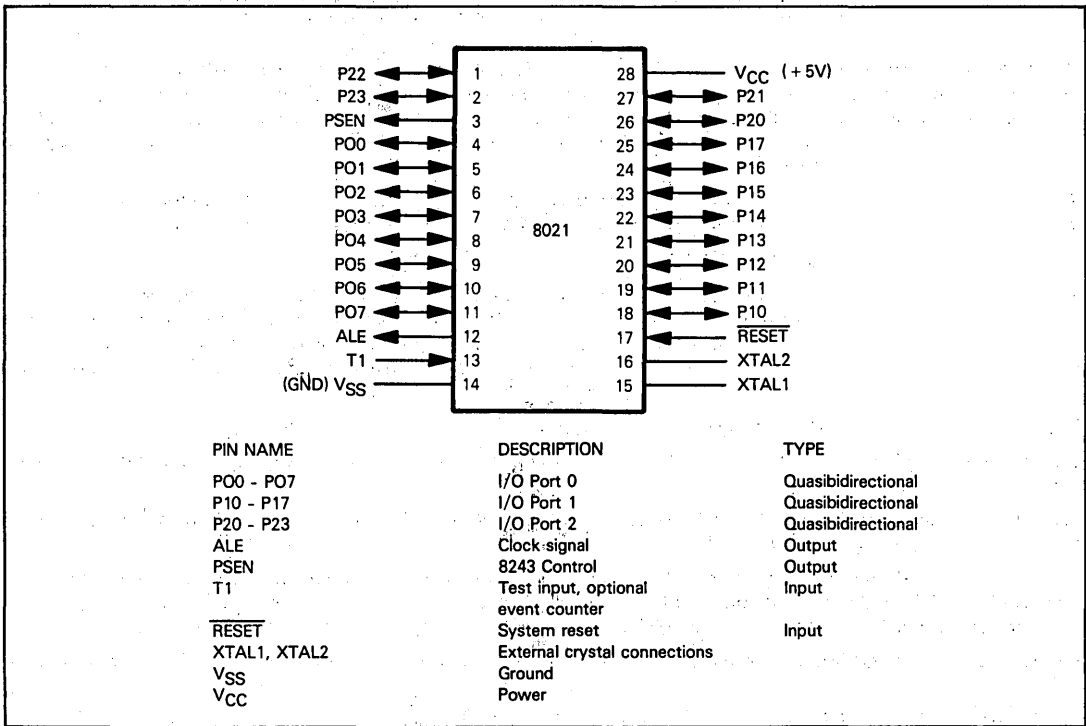 P22 1 28 VCC (+5V)
P23 2 27 P21
PSEN 3 26 P20
PO0 4 25 P17
PO1 5 24 P16
PO2 6 23 P15
PO3 7 22 P14
PO4 8 8021 21 P13
PO5 9 20 P12
PO6 10 19 P11
PO7 11 18 P10
ALE 12 17 RESET
T1 13 16 XTAL2
(GND) VSS 14 15 XTAL1
PIN NAME DESCRIPTION TYPE
PO0 - PO7 I/O Port 0 Quasibidirectional
P10 - P17 I/O Port 1 Quasibidirectional
P20 - P23 I/O Port 2 Quasibidirectional
ALE Clock signal Output
PSEN 8243 Control Output
T1 Test input, optional Input
event counter
RESET System reset Input
XTAL1, XTAL2 External crystal connections
VSS Ground
VCC Power